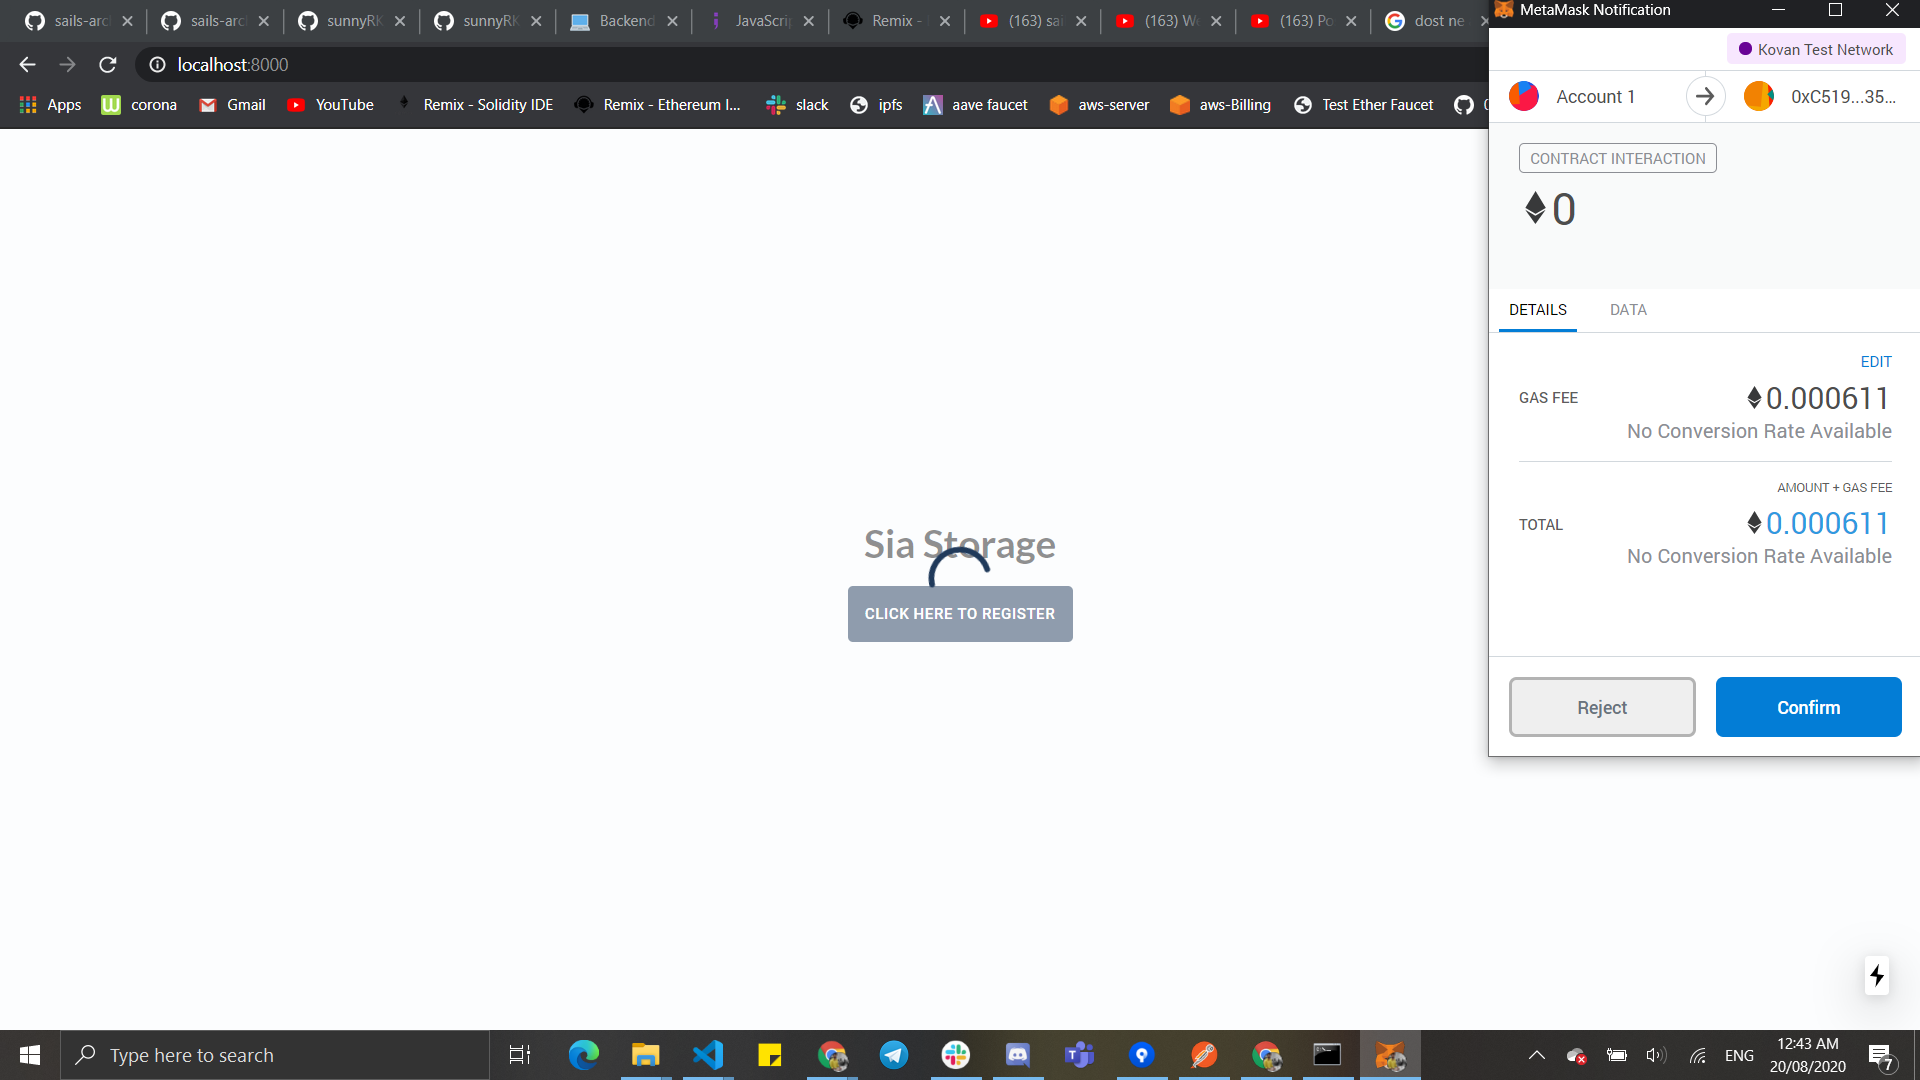 sails-arc
sails-arc
sunnyRK
sunnyRK
Backend
JavaScrip
Remix -
(163) sai
(163) We
(163) Po
dost ne
MetaMask Notification
localhost:8000
Kovan Test Network
Apps
corona
Gmail
YouTube
Remix - Solidity IDE
Remix - Ethereum I...
slack
ipfs
aave faucet
aws-server
aws-Billing
Test Ether Faucet
Account 1
0xC519...35...
CONTRACT INTERACTION
0
DETAILS
DATA
EDIT
GAS FEE
0.000611
No Conversion Rate Available
AMOUNT + GAS FEE
TOTAL
0.000611
No Conversion Rate Available
Reject
Confirm
Sia Storage
CLICK HERE TO REGISTER
Type here to search
ENG
12:43 AM
20/08/2020
7